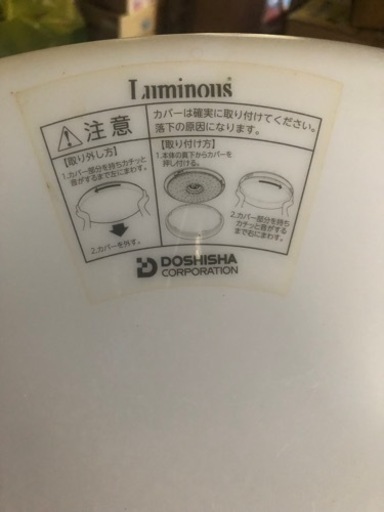 Luminous®
注意
カバーは確実に取り付けてください。
落下の原因になります。
【取り外し方】
1.カバー部分を持ちカチッと
音がするまで左にまわす。
2.カバーを外す。
【取り付け方】
1.本体の真下からカバーを
押し付ける。
2.カバー部分を持ち
カチッと音がする
まで右にまわす。
DOSHISHA
CORPORATION